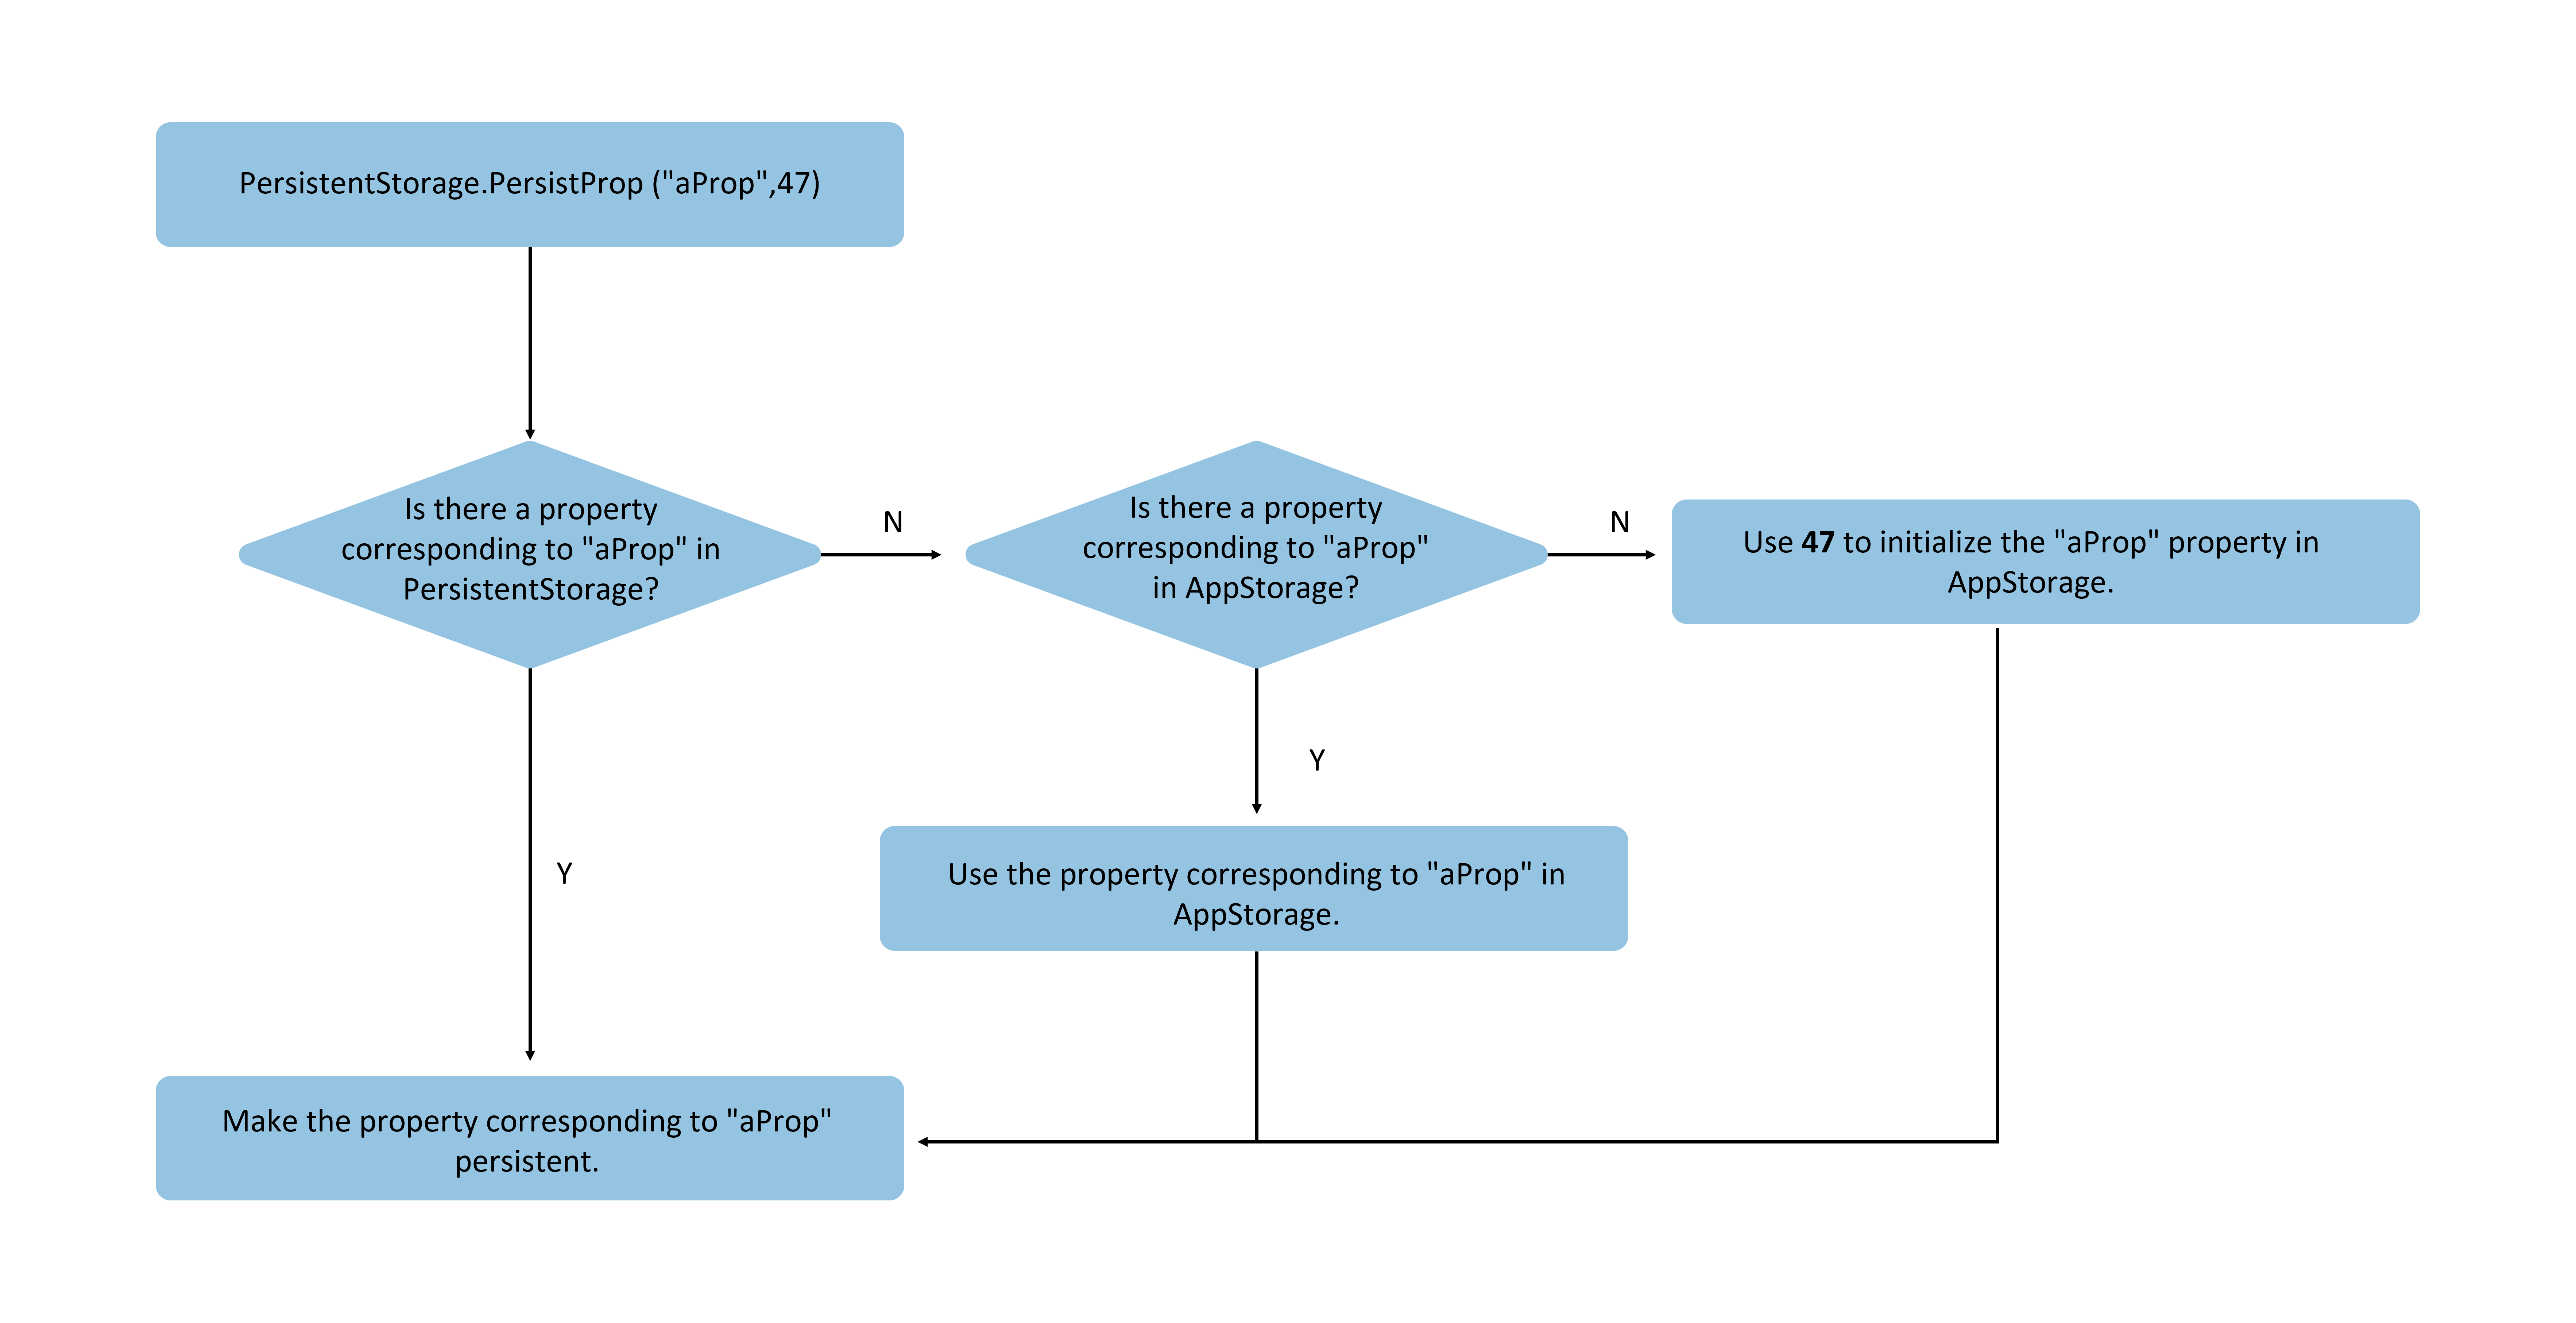 PersistentStorage.PersistProp ("aProp",47)
Is there a property
corresponding to "aProp" in
PersistentStorage?
N
Is there a property
corresponding to "aProp"
in AppStorage?
N
Use 47 to initialize the "aProp" property in
AppStorage.
Y
Use the property corresponding to "aProp" in
AppStorage.
Y
Make the property corresponding to "aProp"
persistent.